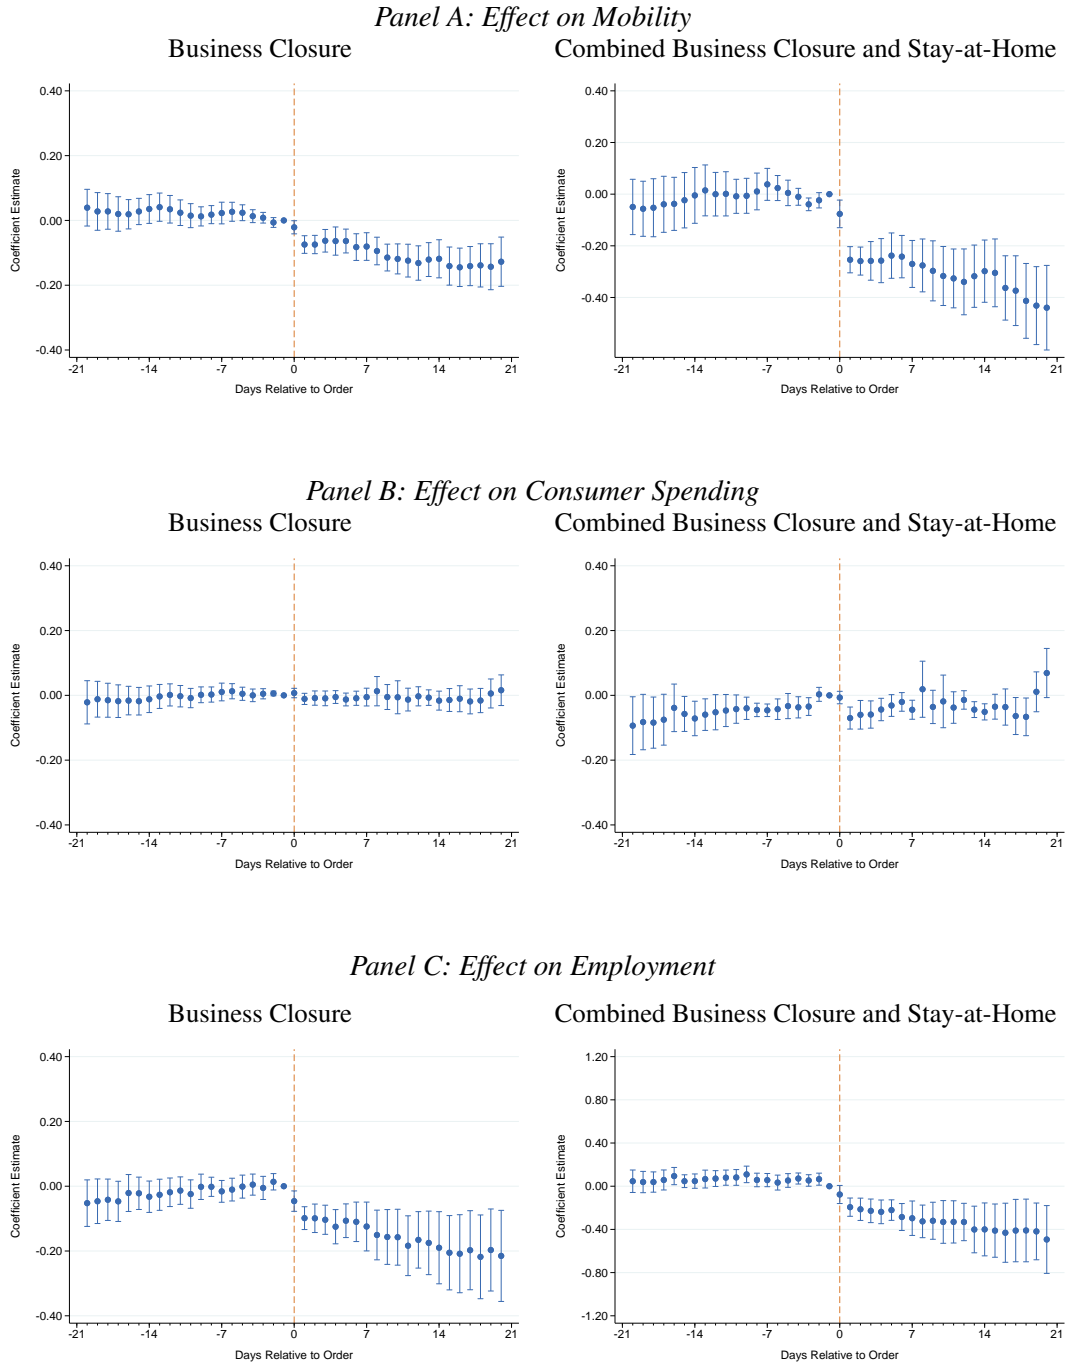 Panel A: Effect on Mobility
Business Closure
Combined Business Closure and Stay-at-Home
0.40
0.20
0.00
-0.20
-0.40
Coefficient Estimate
-21 -14 -7 0 7 14 21
Days Relative to Order
0.40
0.20
0.00
-0.20
-0.40
Coefficient Estimate
-21 -14 -7 0 7 14 21
Days Relative to Order
Panel B: Effect on Consumer Spending
Business Closure
Combined Business Closure and Stay-at-Home
0.40
0.20
0.00
-0.20
-0.40
Coefficient Estimate
-21 -14 -7 0 7 14 21
Days Relative to Order
0.40
0.20
0.00
-0.20
-0.40
Coefficient Estimate
-21 -14 -7 0 7 14 21
Days Relative to Order
Panel C: Effect on Employment
Business Closure
Combined Business Closure and Stay-at-Home
0.40
0.20
0.00
-0.20
-0.40
Coefficient Estimate
-21 -14 -7 0 7 14 21
Days Relative to Order
1.20
0.80
0.40
0.00
-0.40
-0.80
-1.20
Coefficient Estimate
-21 -14 -7 0 7 14 21
Days Relative to Order